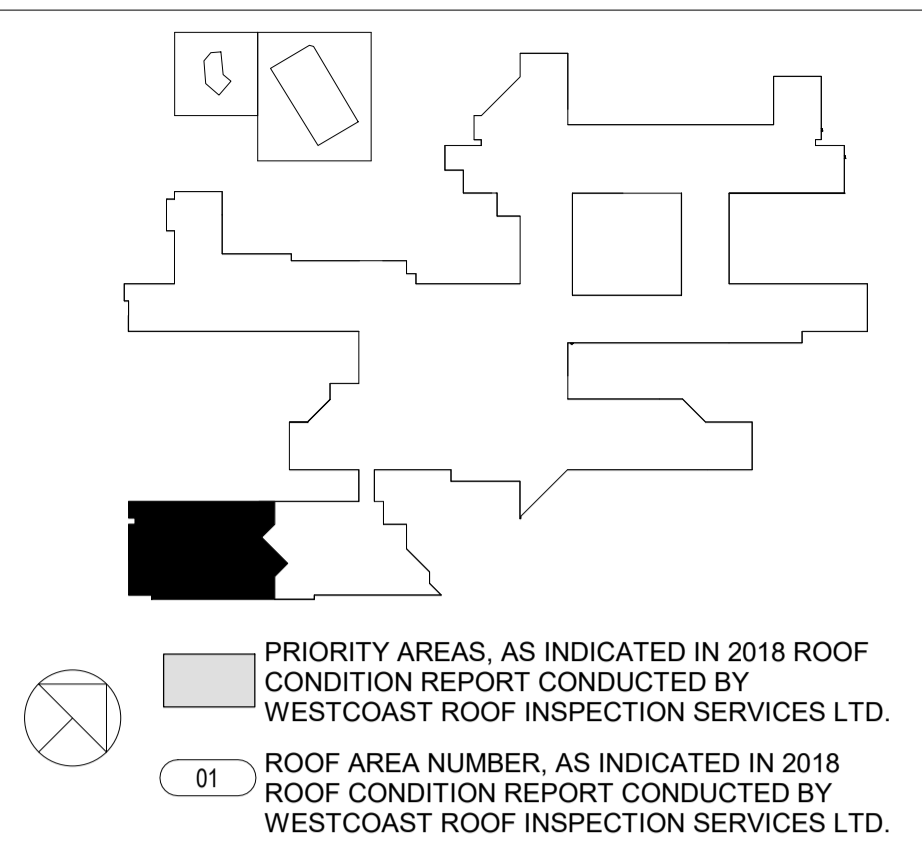 PRIORITY AREAS, AS INDICATED IN 2018 ROOF
CONDITION REPORT CONDUCTED BY
WESTCOAST ROOF INSPECTION SERVICES LTD.
01
ROOF AREA NUMBER, AS INDICATED IN 2018
ROOF CONDITION REPORT CONDUCTED BY
WESTCOAST ROOF INSPECTION SERVICES LTD.